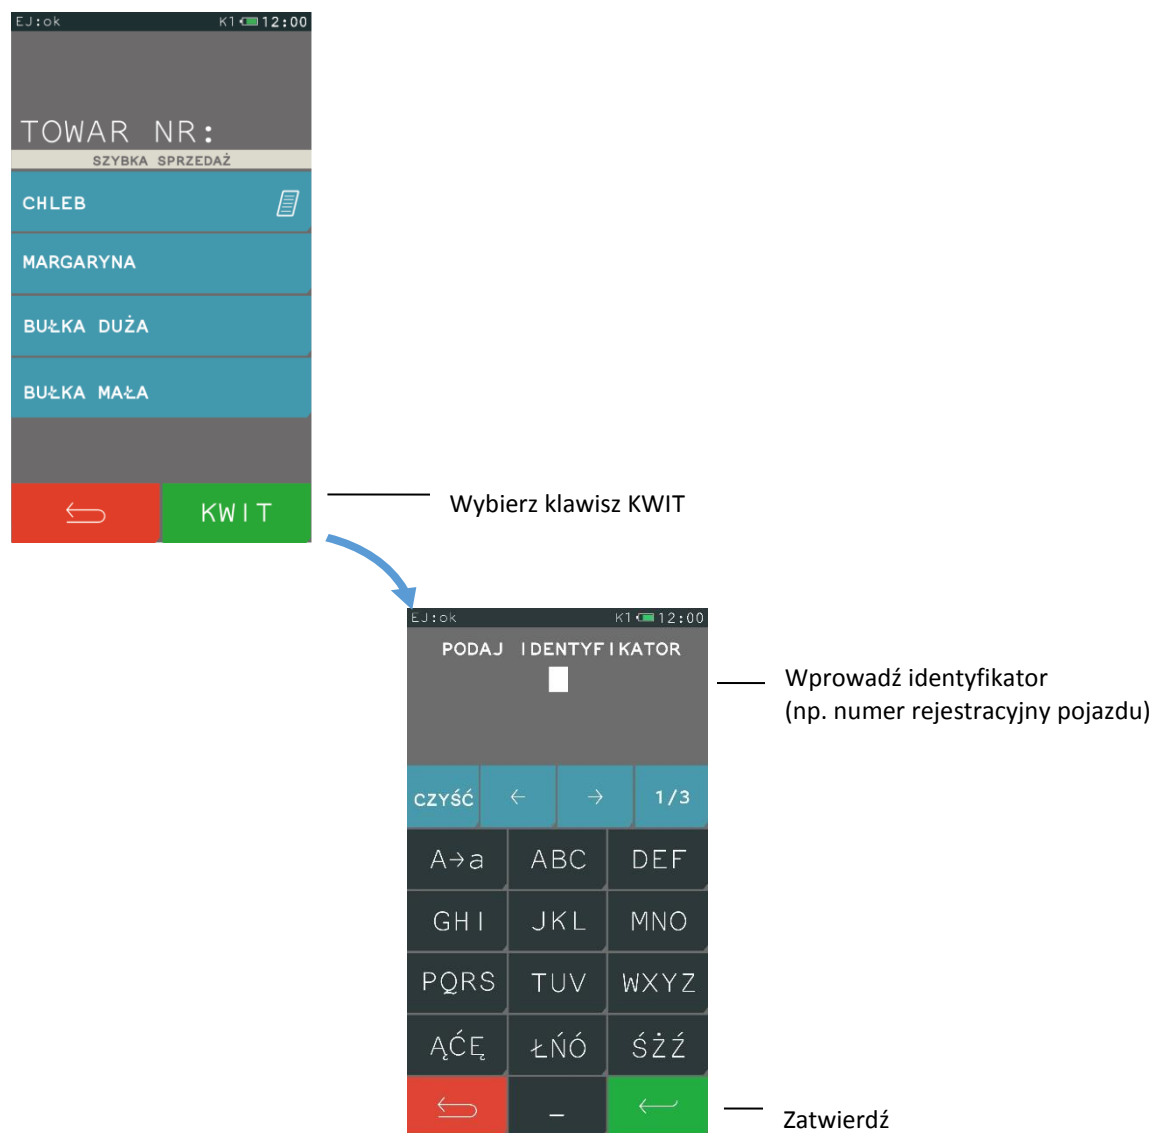 EJ:ok K1 12:00
TOWAR NR:
SZYBKA SPRZEDAŻ
CHLEB
MARGARYNA
BUŁKA DUŻA
BUŁKA MAŁA
KWIT
Wybierz klawisz KWIT
EJ:ok K1 12:00
PODAJ IDENTYFIKATOR
Wprowadź identyfikator
(np. numer rejestracyjny pojazdu)
CZYŚĆ ← → 1/3
A→a ABC DEF
GHI JKL MNO
PQRS TUV WXYZ
ĄĆĘ ŁŃÓ ŚŻŹ
_
Zatwierdź